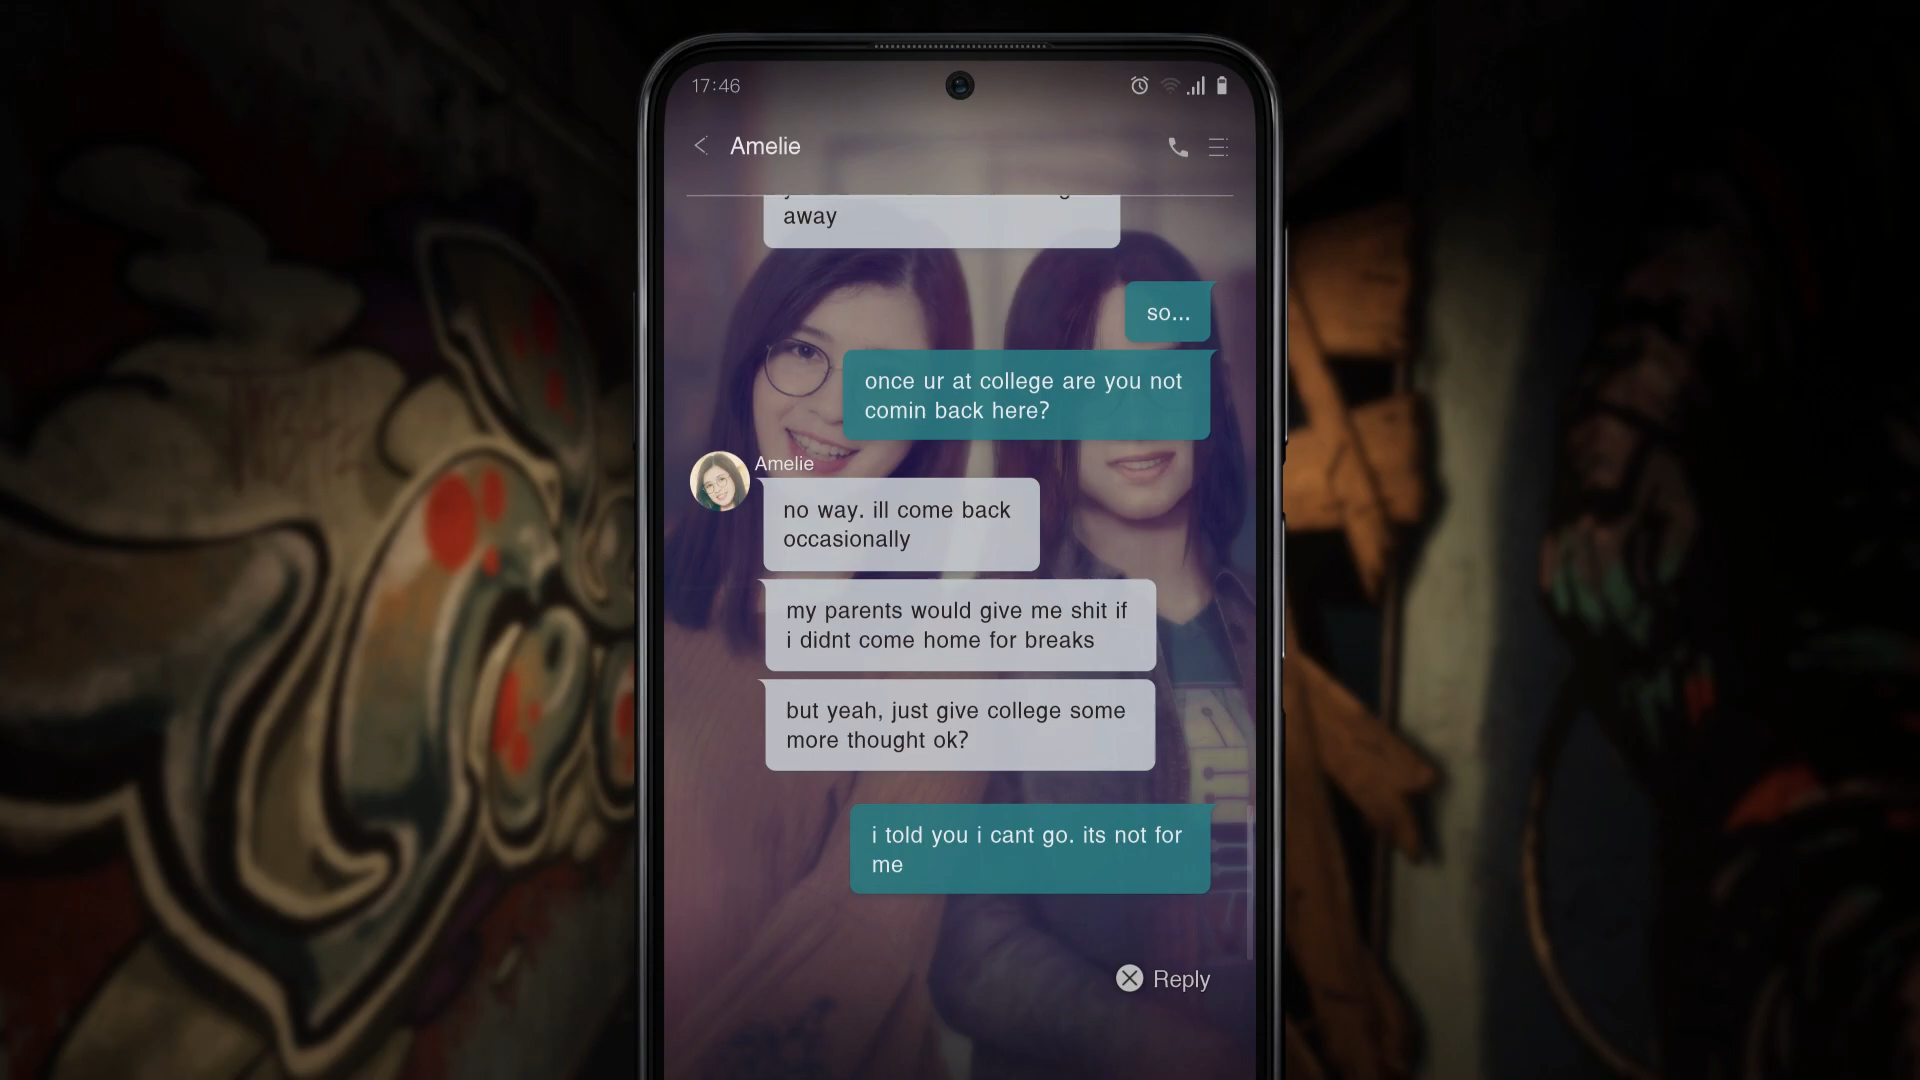 17:46
Amelie
away
so...
once ur at college are you not
comin back here?
Amelie
no way. ill come back
occasionally
my parents would give me shit if
i didnt come home for breaks
but yeah, just give college some
more thought ok?
i told you i cant go. its not for
me
Reply